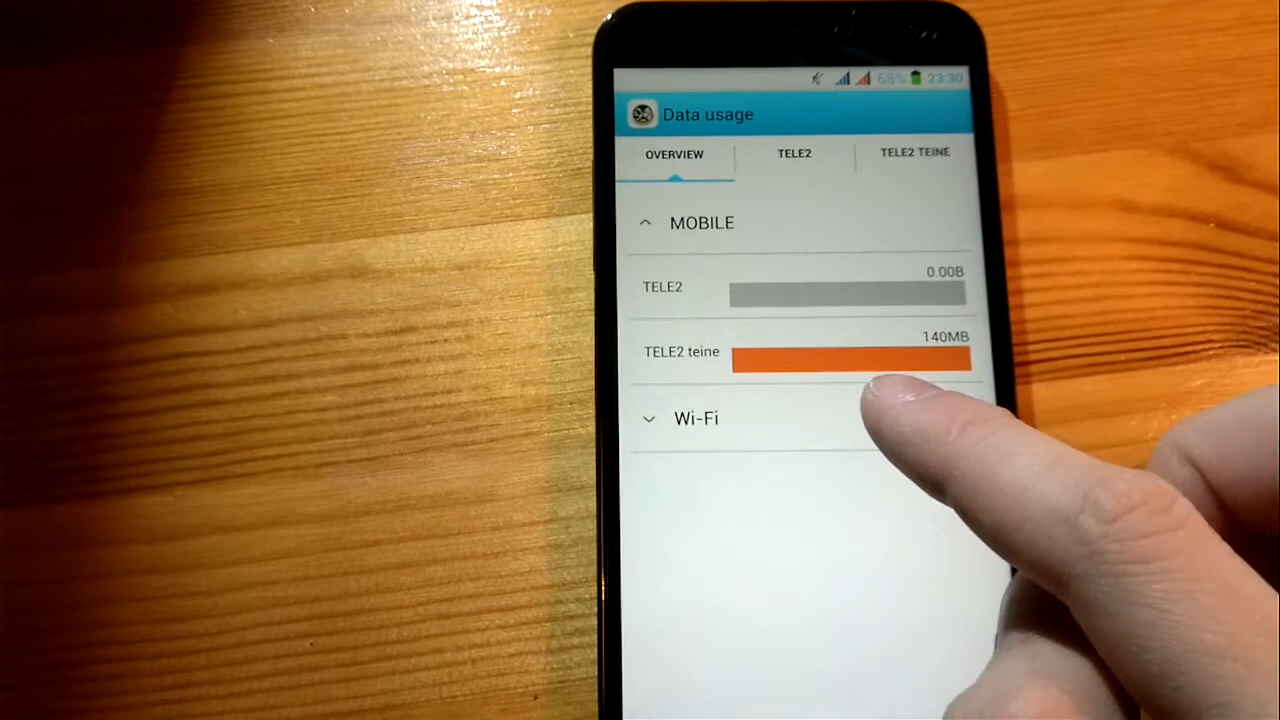 68% 23:30
Data usage
OVERVIEW TELE2 TELE2 TEINE
MOBILE
0.00B
TELE2
140MB
TELE2 teine
Wi-Fi